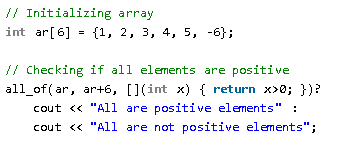 // Initializing array
int ar[6] = {1, 2, 3, 4, 5, -6};
// Checking if all elements are positive
all_of(ar, ar+6, [](int x) { return x>0; })?
cout << "All are positive elements" :
cout << "All are not positive elements";